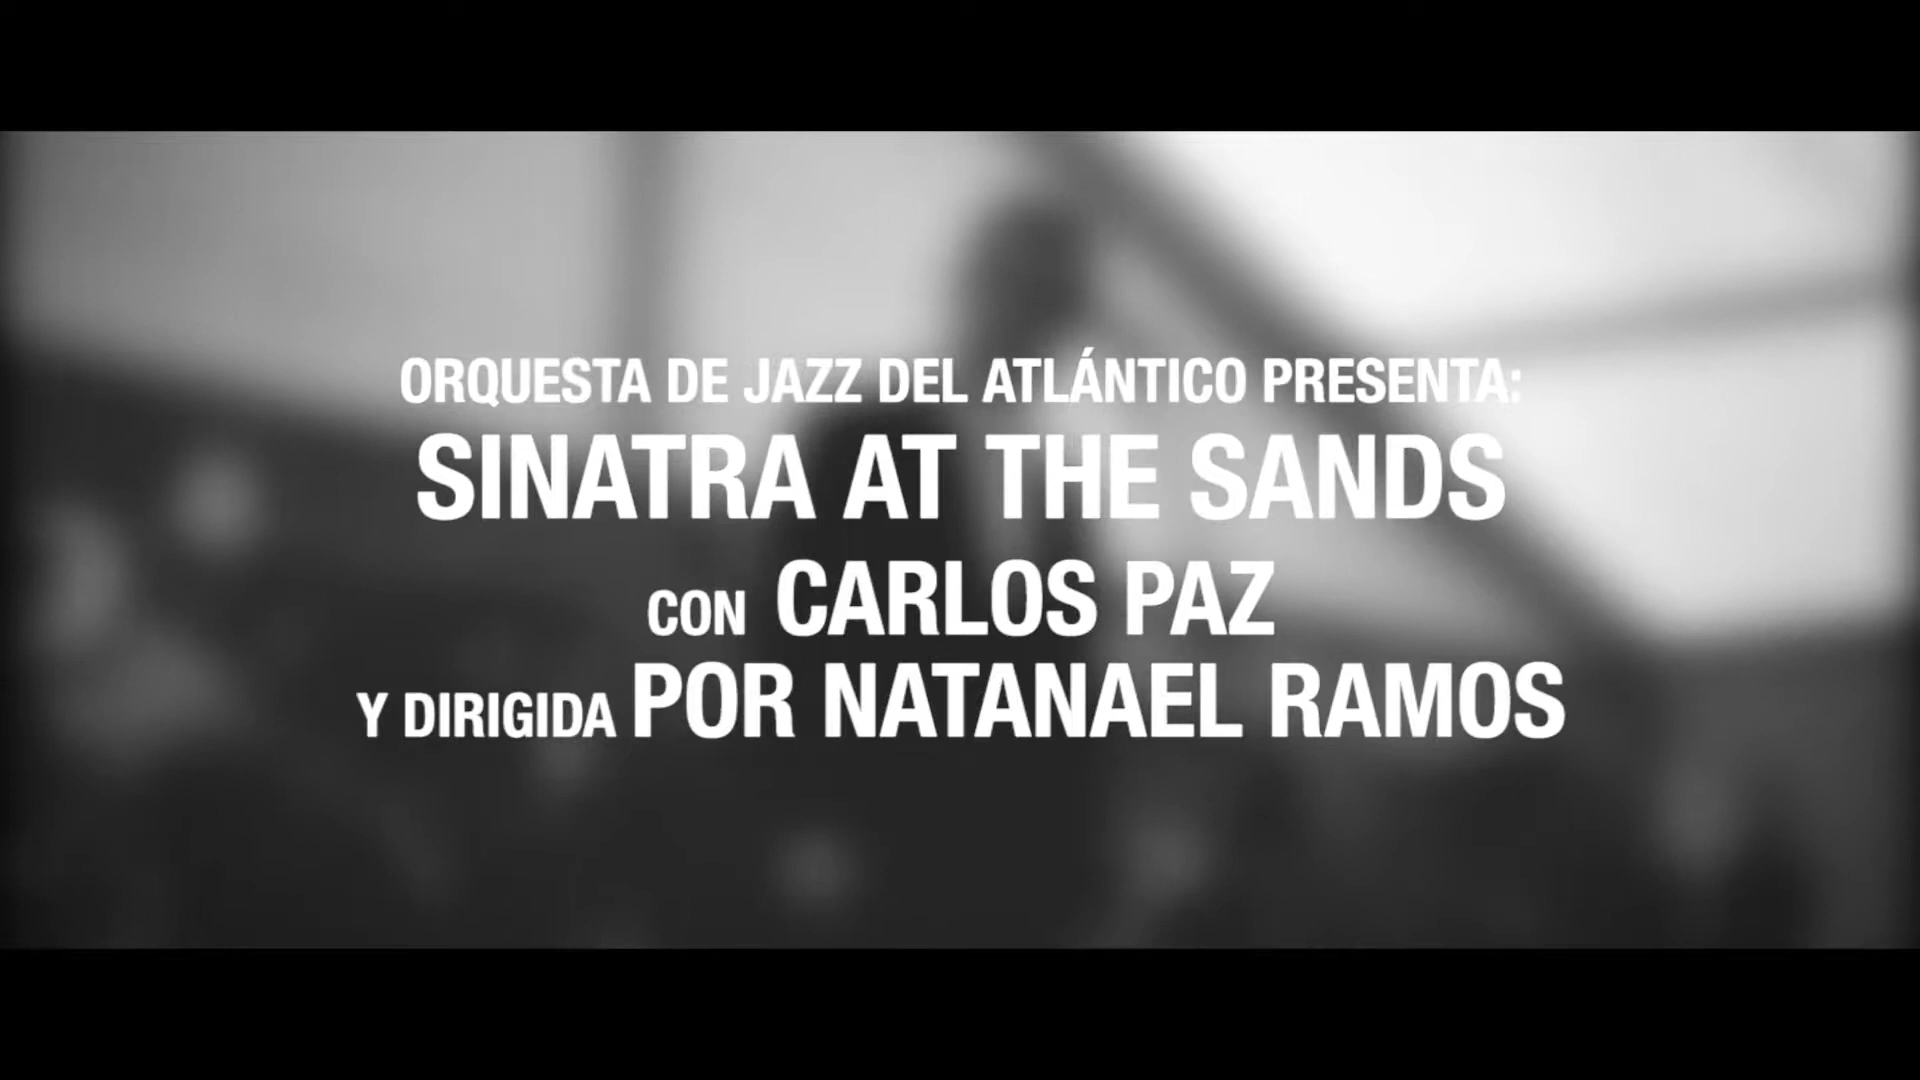 ORQUESTA DE JAZZ DEL ATLÁNTICO PRESENTA:
SINATRA AT THE SANDS
CON CARLOS PAZ
Y DIRIGIDA POR NATANAEL RAMOS